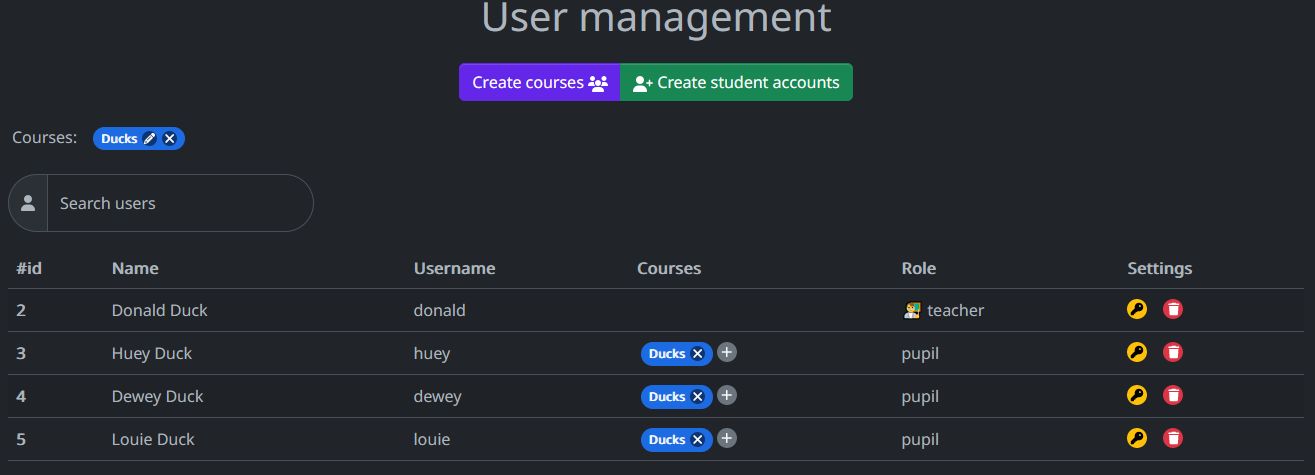 User management
Create courses Create student accounts
Courses: Ducks
Search users
#id Name Username Courses Role Settings
2 Donald Duck donald teacher
3 Huey Duck huey Ducks pupil
4 Dewey Duck dewey Ducks pupil
5 Louie Duck louie Ducks pupil